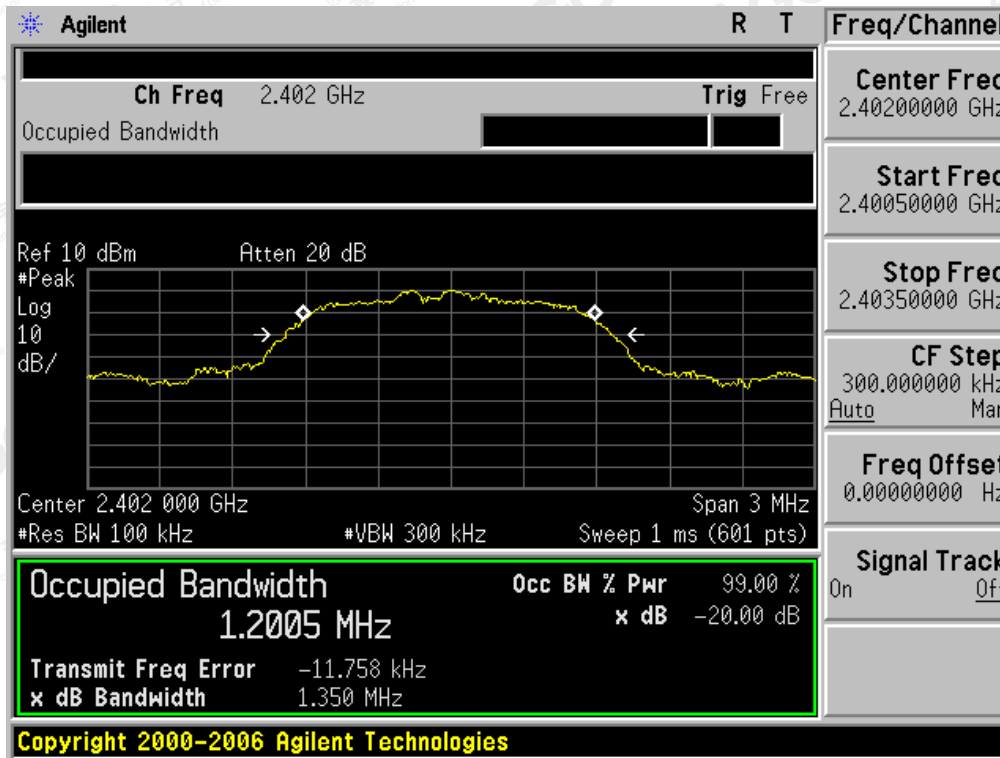 Agilent R T Freq/Channel
Ch Freq 2.402 GHz Trig Free
Occupied Bandwidth
Center Freq
2.40200000 GHz
Start Freq
2.40050000 GHz
Stop Freq
2.40350000 GHz
CF Step
300.000000 kHz
Auto Man
Freq Offset
0.00000000 Hz
Signal Track
On Off
Ref 10 dBm Atten 20 dB
#Peak
Log
10
dB/
Center 2.402 000 GHz Span 3 MHz
#Res BW 100 kHz #VBW 300 kHz Sweep 1 ms (601 pts)
Occupied Bandwidth Occ BW % Pwr 99.00 %
1.2005 MHz x dB -20.00 dB
Transmit Freq Error -11.758 kHz
x dB Bandwidth 1.350 MHz
Copyright 2000-2006 Agilent Technologies